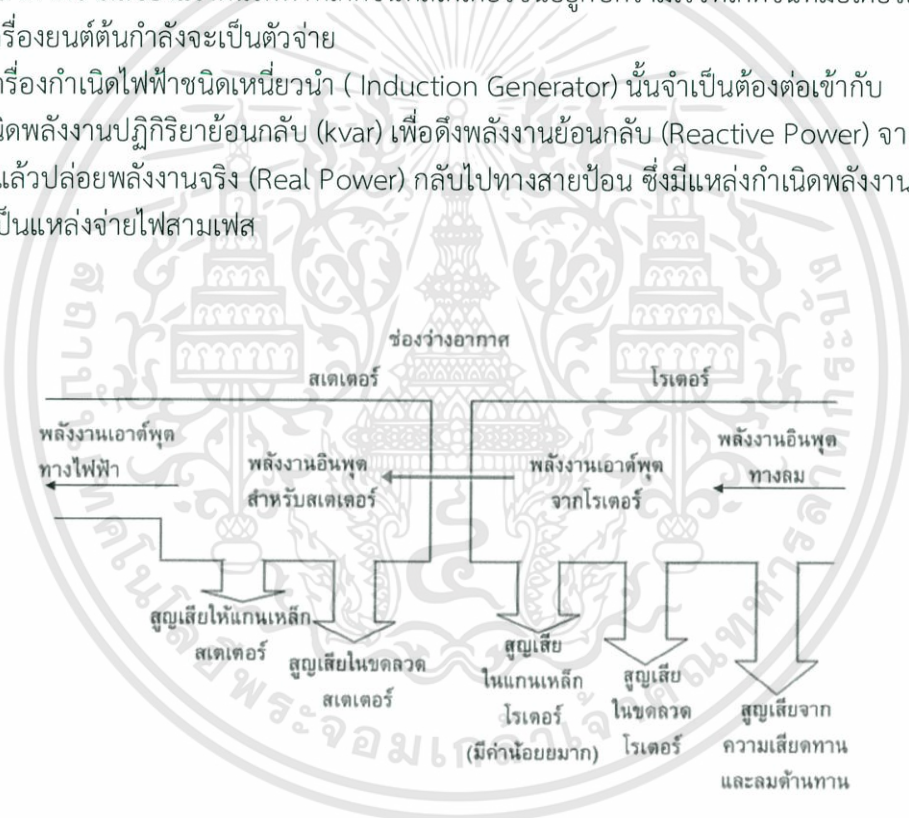 รื่องยนต์ต้นกำลังจะเป็นตัวจ่าย
รื่องกำเนิดไฟฟ้าชนิดเหนี่ยวนำ ( Induction Generator) นั้นจำเป็นต้องต่อเข้ากับ
นิดพลังงานปฏิกิริยาย้อนกลับ (kvar) เพื่อดึงพลังงานย้อนกลับ (Reactive Power) จา
แล้วปล่อยพลังงานจริง (Real Power) กลับไปทางสายป้อน ซึ่งมีแหล่งกำเนิดพลังงาน
ป็นแหล่งจ่ายไฟสามเฟส
ช่องว่างอากาศ
สเตเตอร์
โรเตอร์
พลังงานเอาต์พุต
ทางไฟฟ้า
พลังงานอินพุต
สำหรับสเตเตอร์
พลังงานเอาต์พุต
จากโรเตอร์
พลังงานอินพุต
ทางลม
สูญเสียให้แกนเหล็ก
สเตเตอร์
สูญเสียในขดลวด
สเตเตอร์
สูญเสีย
ในแกนเหล็ก
โรเตอร์
(มีค่าน้อยยมาก)
สูญเสีย
ในขดลวด
โรเตอร์
สูญเสียจาก
ความเสียดทาน
และลมต้านทาน